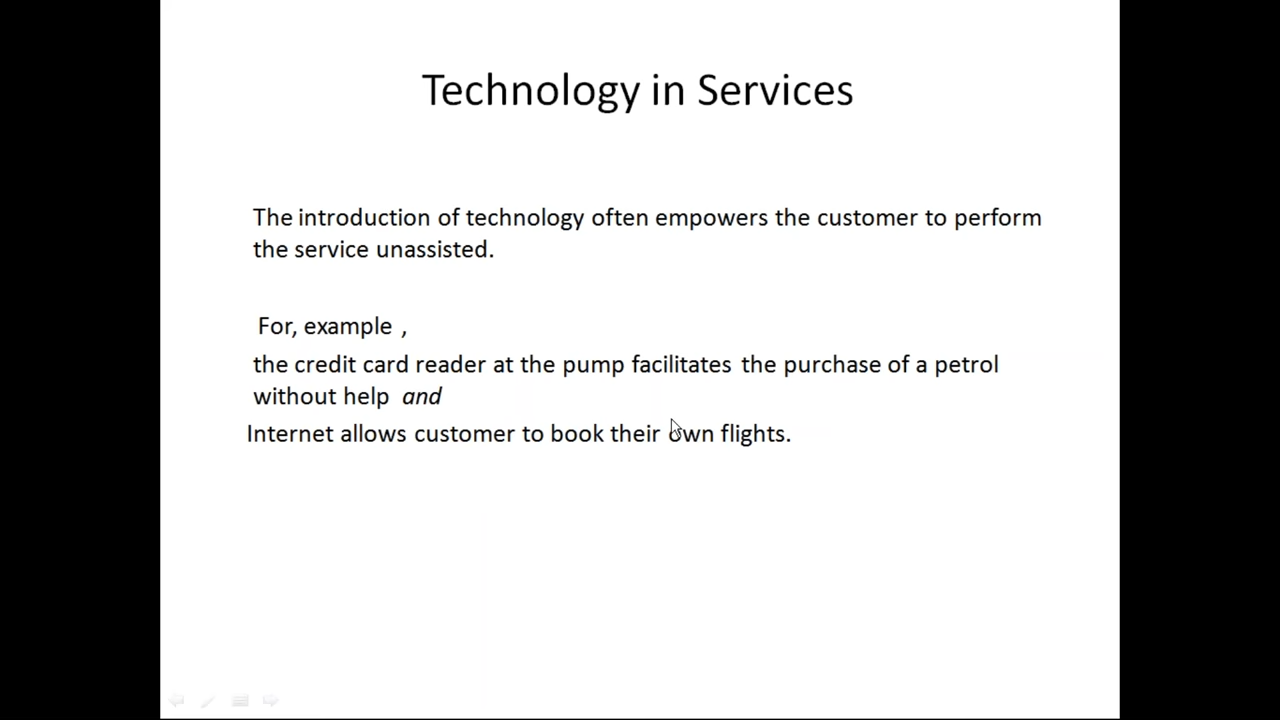 Technology in Services
The introduction of technology often empowers the customer to perform
the service unassisted.
For, example ,
the credit card reader at the pump facilitates the purchase of a petrol
without help and
Internet allows customer to book their own flights.